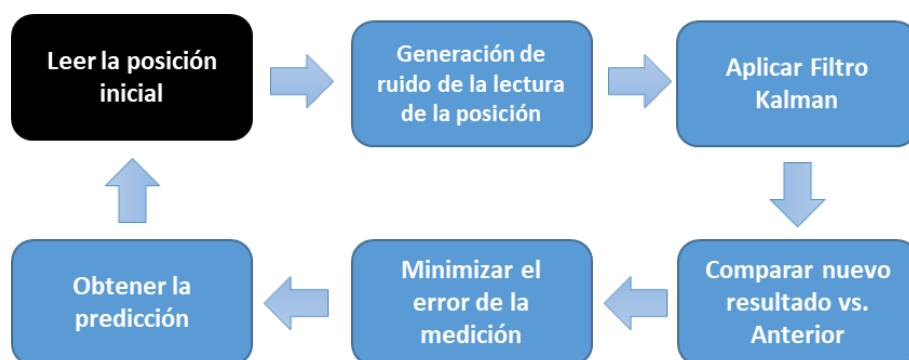 Leer la posición
inicial
Generación de
ruido de la lectura
de la posición
Aplicar Filtro
Kalman
Obtener la
predicción
Minimizar el
error de la
medición
Comparar nuevo
resultado vs.
Anterior